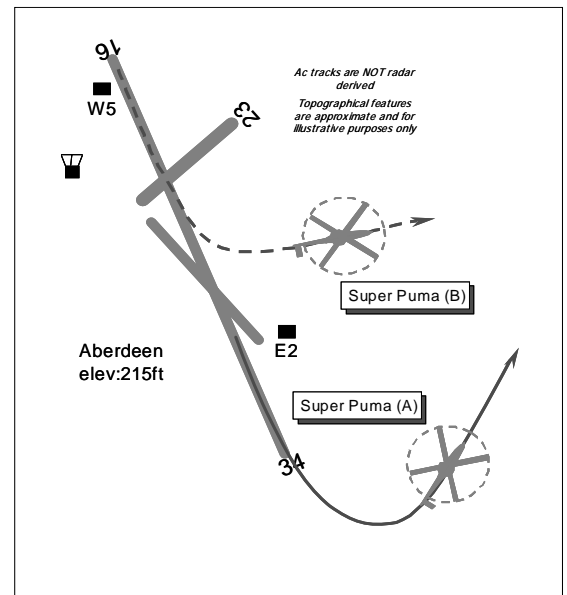 16
W5
23
Ac tracks are NOT radar
derived
Topographical features
are approximate and for
illustrative purposes only
Super Puma (B)
E2
Aberdeen
elev:215ft
Super Puma (A)
34